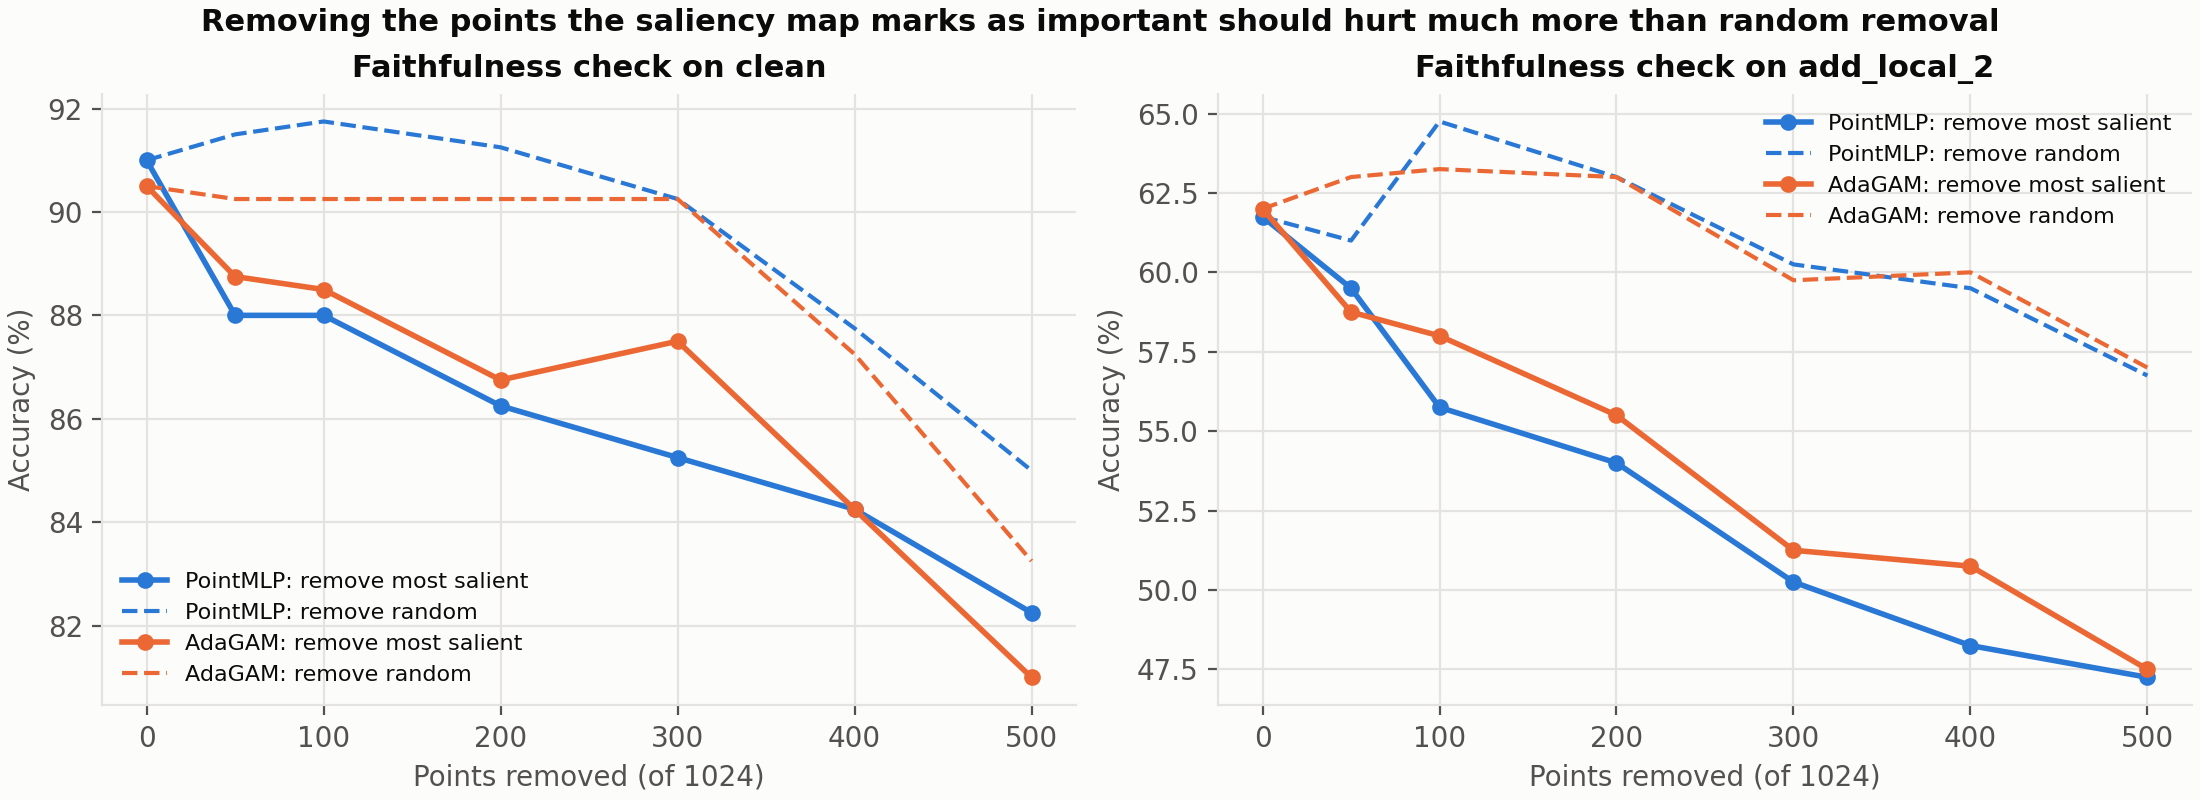 Removing the points the saliency map marks as important should hurt much more than random removal
Faithfulness check on clean
92
90
88
86
84
82
Accuracy (%)
PointMLP: remove most salient
PointMLP: remove random
AdaGAM: remove most salient
AdaGAM: remove random
0 100 200 300 400 500
Points removed (of 1024)
Faithfulness check on add_local_2
65.0
62.5
60.0
57.5
55.0
52.5
50.0
47.5
Accuracy (%)
PointMLP: remove most salient
PointMLP: remove random
AdaGAM: remove most salient
AdaGAM: remove random
0 100 200 300 400 500
Points removed (of 1024)